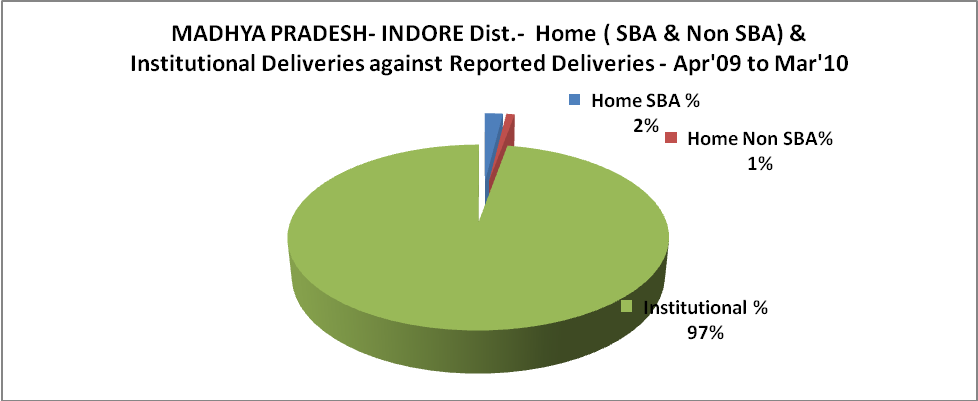 MADHYA PRADESH- INDORE Dist.- Home ( SBA & Non SBA) &
Institutional Deliveries against Reported Deliveries - Apr'09 to Mar'10
Home SBA %
2%
Home Non SBA%
1%
Institutional %
97%